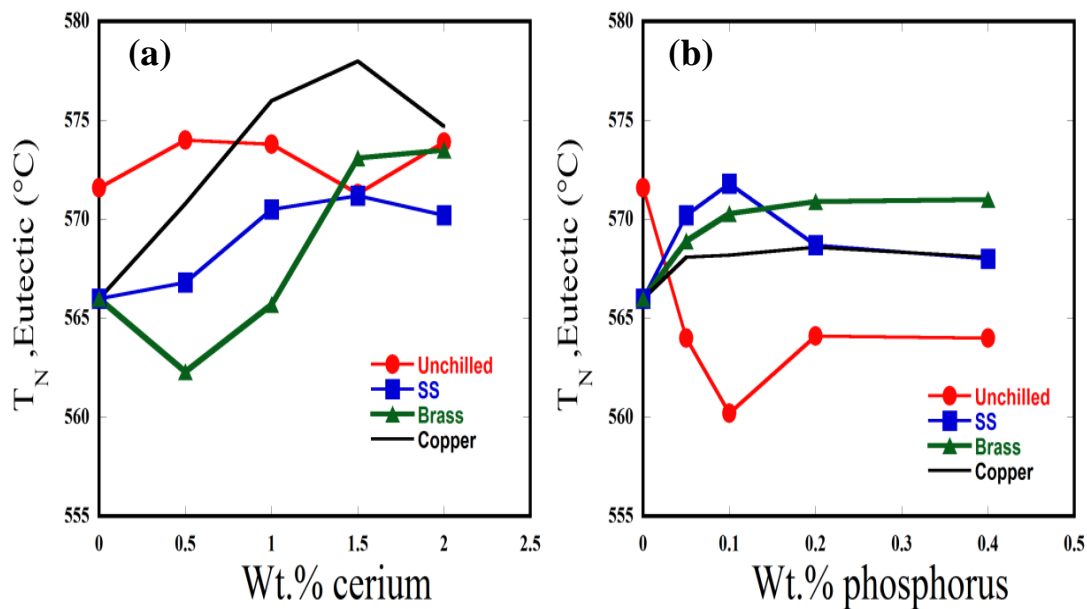 (a)
580
575
570
565
560
555
T_N ,Eutectic (°C)
Unchilled
SS
Brass
Copper
0 0.5 1 1.5 2 2.5
Wt.% cerium
(b)
580
575
570
565
560
555
T_N ,Eutectic (°C)
Unchilled
SS
Brass
Copper
0 0.1 0.2 0.3 0.4 0.5
Wt.% phosphorus